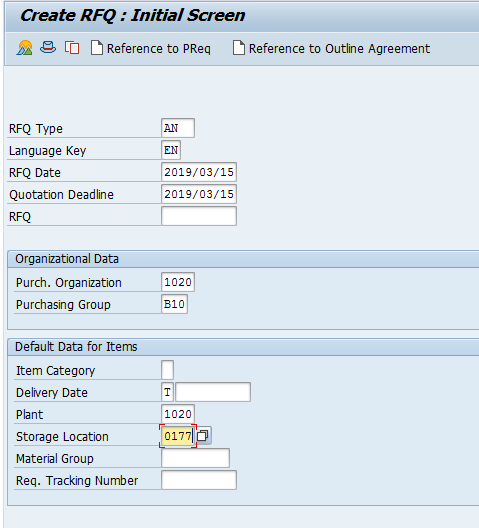 Create RFQ : Initial Screen
Reference to PReq Reference to Outline Agreement
RFQ Type AN
Language Key EN
RFQ Date 2019/03/15
Quotation Deadline 2019/03/15
RFQ
Organizational Data
Purch. Organization 1020
Purchasing Group B10
Default Data for Items
Item Category
Delivery Date T
Plant 1020
Storage Location 0177
Material Group
Req. Tracking Number